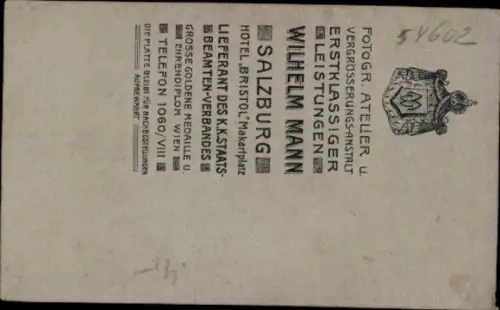 54602
FOTOGR. ATELIER U.
VERGRÖSSERUNGS-ANSTALT
ERSTKLASSIGER
LEISTUNGEN
WILHELM MANN
SALZBURG
HOTEL „BRISTOL“ Makartplatz
LIEFERANT DES K.K. STAATS-
BEAMTEN-VERBANDES
GROSSE GOLDENE MEDAILLE U.
EHRENDIPLOM WIEN
TELEFON 1060/VIII
DIE PLATTE BLEIBT FÜR NACHBESTELLUNGEN
AUFBEWAHRT